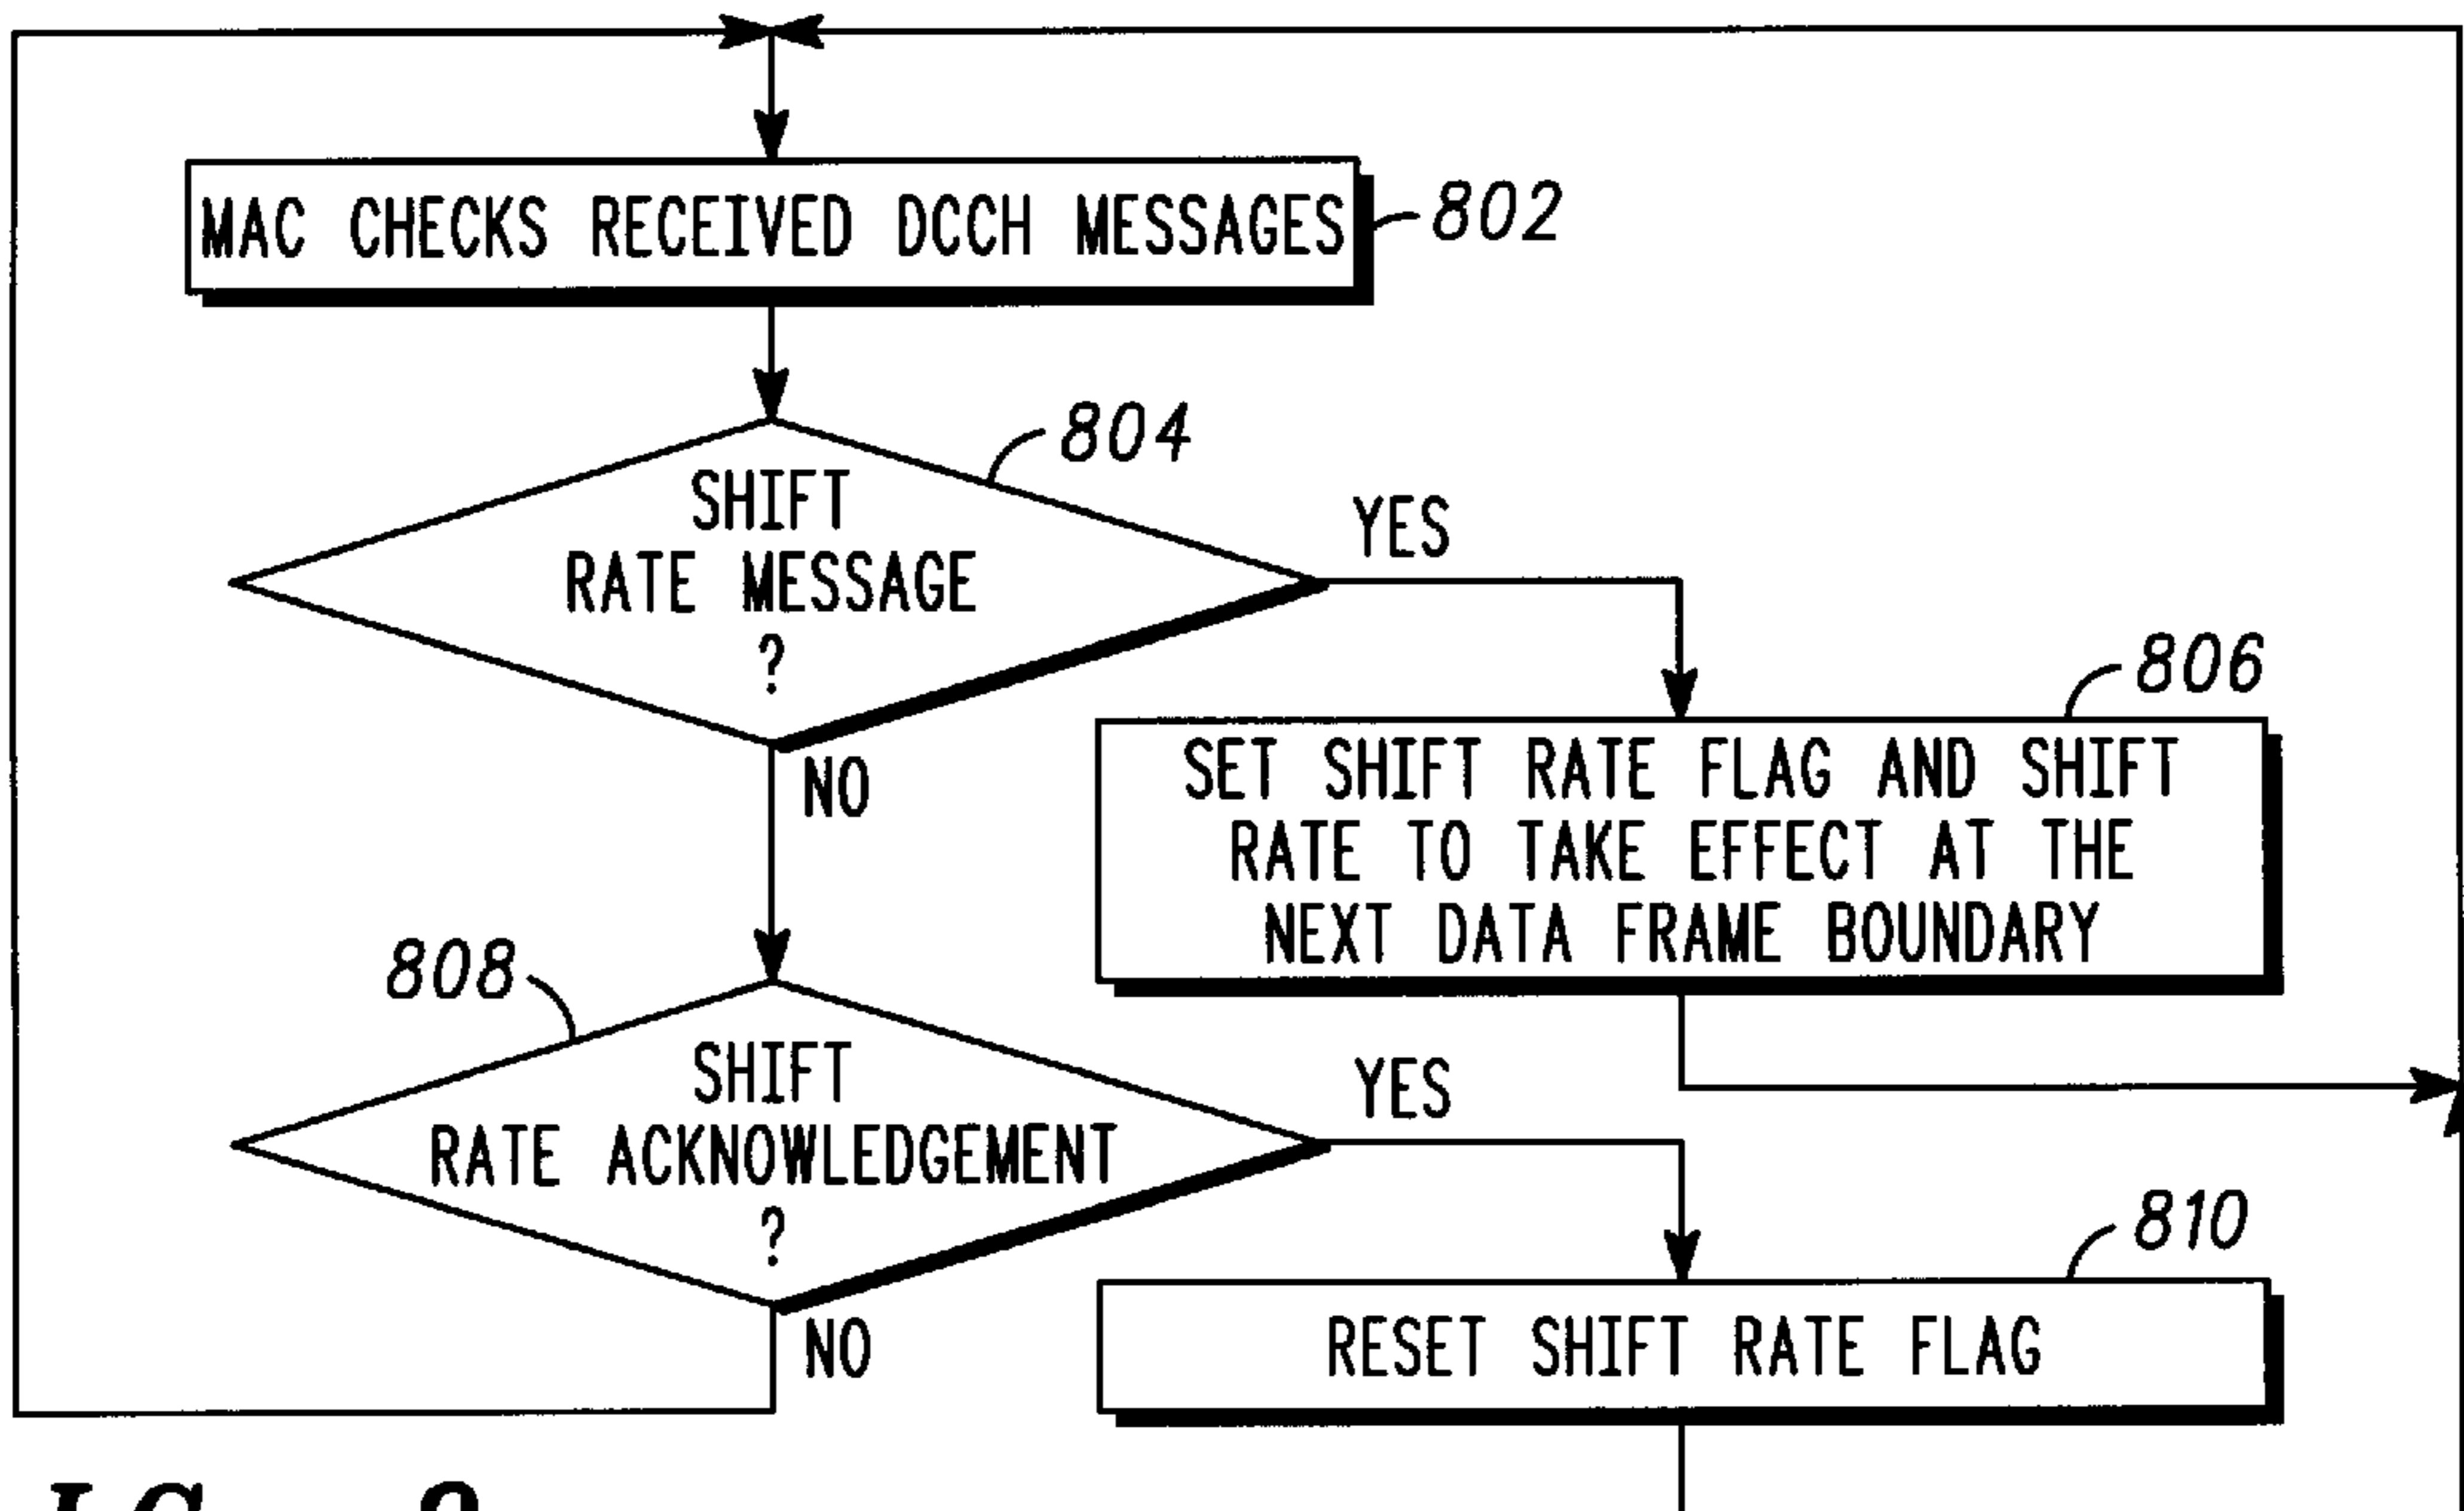 MAC CHECKS RECEIVED DCCH MESSAGES
802
804
SHIFT
RATE MESSAGE
?
YES
NO
806
SET SHIFT RATE FLAG AND SHIFT
RATE TO TAKE EFFECT AT THE
NEXT DATA FRAME BOUNDARY
808
SHIFT
RATE ACKNOWLEDGEMENT
?
YES
NO
810
RESET SHIFT RATE FLAG